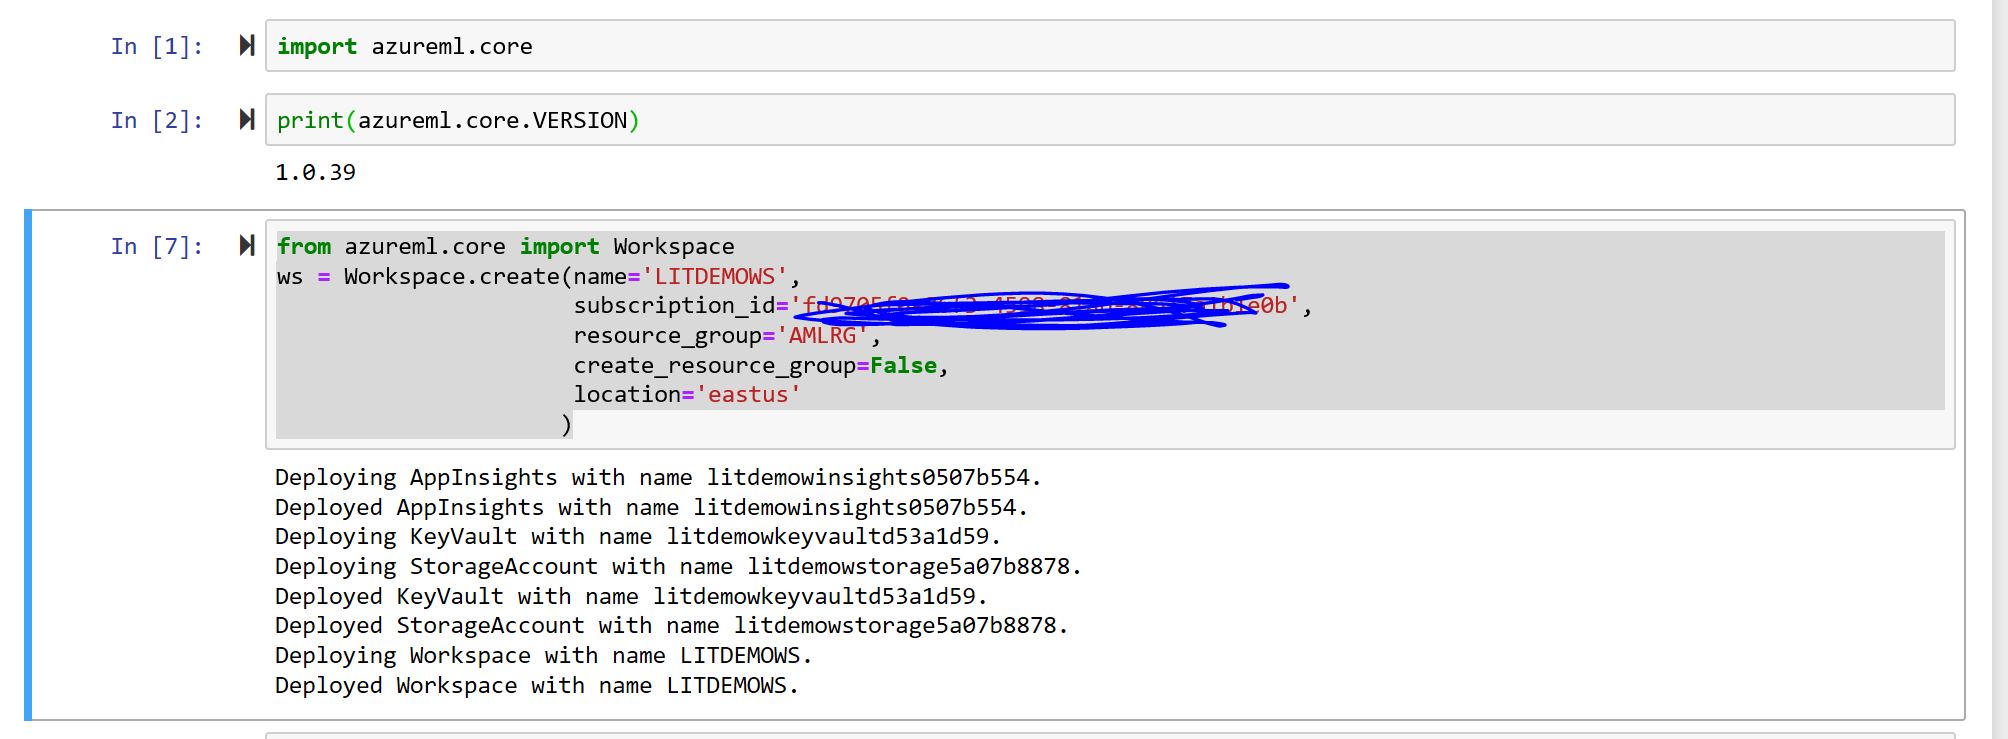 In [1]: import azureml.core
In [2]: print(azureml.core.VERSION)
1.0.39
In [7]: from azureml.core import Workspace
ws = Workspace.create(name='LITDEMOWS',
subscription_id='
resource_group='AMLRG',
create_resource_group=False,
location='eastus'
)
Deploying AppInsights with name litdemowinsights0507b554.
Deployed AppInsights with name litdemowinsights0507b554.
Deploying KeyVault with name litdemowkeyvaultd53a1d59.
Deploying StorageAccount with name litdemowstorage5a07b8878.
Deployed KeyVault with name litdemowkeyvaultd53a1d59.
Deployed StorageAccount with name litdemowstorage5a07b8878.
Deploying Workspace with name LITDEMOWS.
Deployed Workspace with name LITDEMOWS.